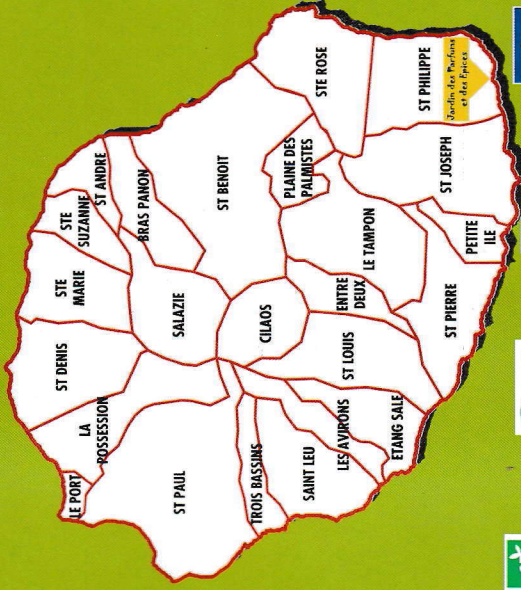 ST DENIS
STE
MARIE
STE
SUZANNE
ST ANDRE
LE PORT
LA
POSSESSION
BRAS PANON
SALAZIE
ST PAUL
ST BENOIT
STE ROSE
CILAOS
PLAINE DES
PALMISTES
TROIS BASSINS
ENTRE
DEUX
LE TAMPON
SAINT LEU
ST LOUIS
LES AVIRONS
ETANG SALE
ST PIERRE
PETITE
ILE
ST JOSEPH
ST PHILIPPE
Jardin des Parfums
et des Epices